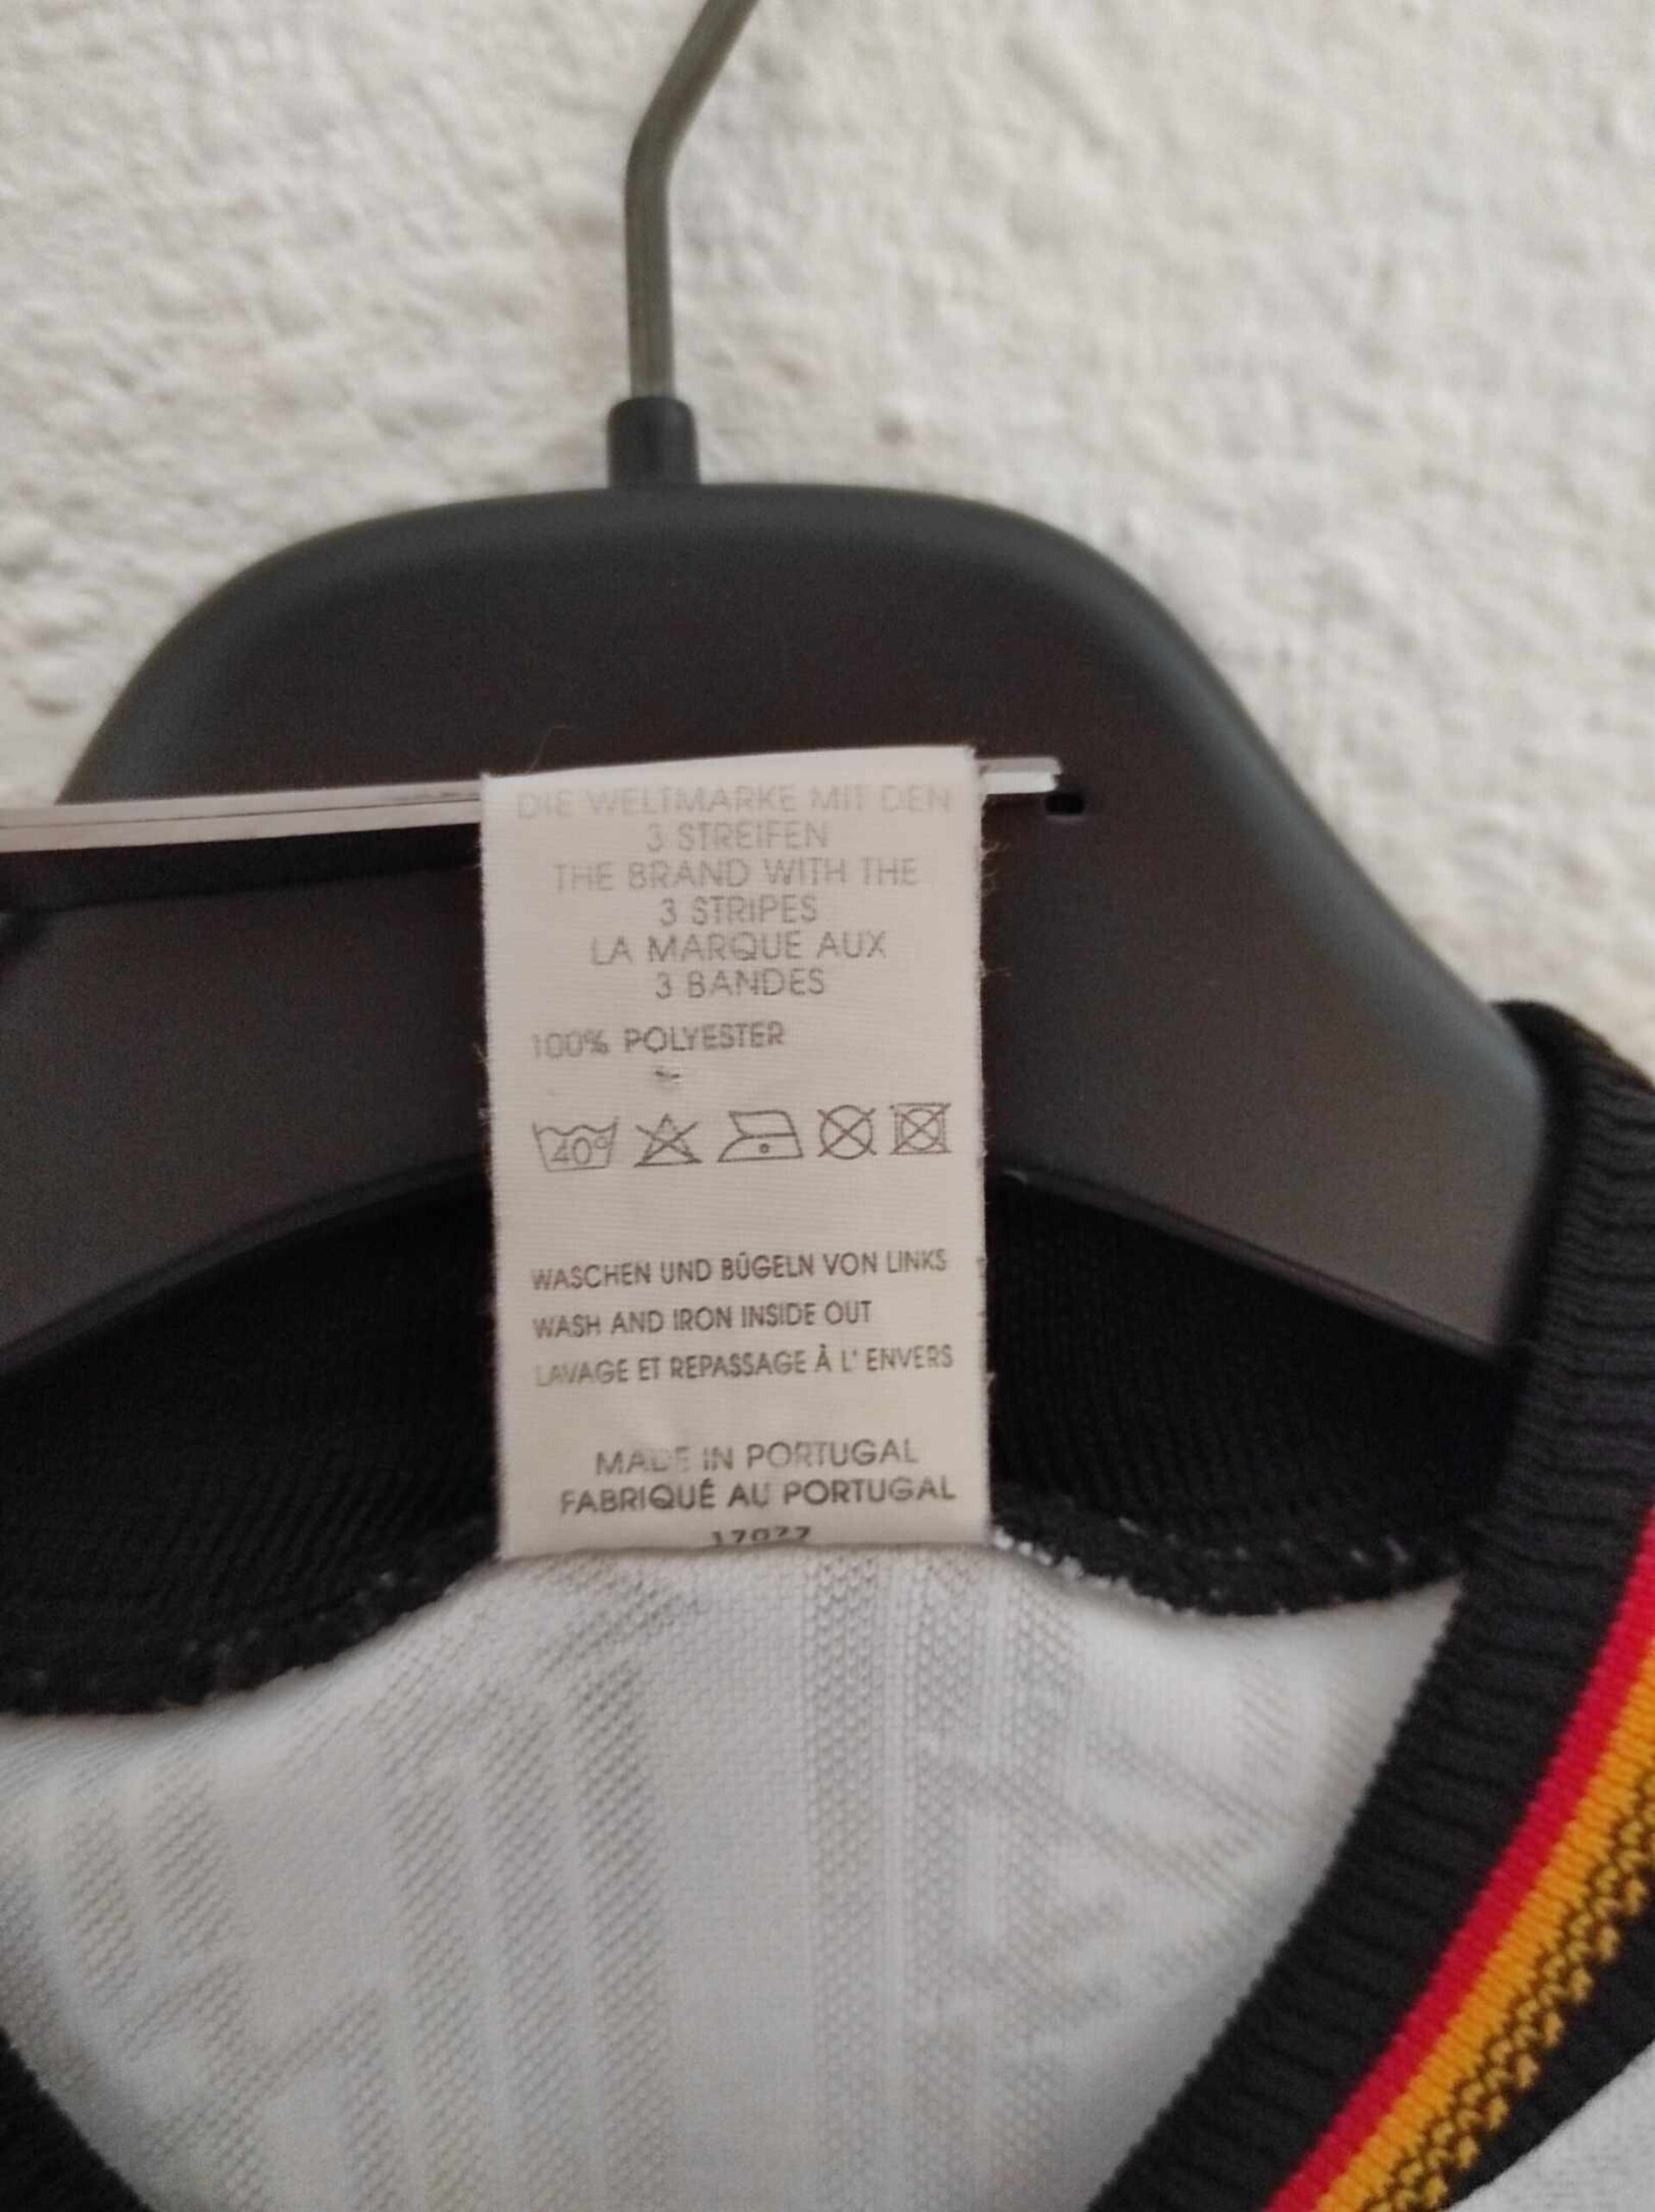 DIE WELTMARKE MIT DEN
3 STREIFEN
THE BRAND WITH THE
3 STRIPES
LA MARQUE AUX
3 BANDES
100% POLYESTER
40°
WASCHEN UND BÜGELN VON LINKS
WASH AND IRON INSIDE OUT
LAVAGE ET REPASSAGE À L' ENVERS
MADE IN PORTUGAL
FABRIQUÉ AU PORTUGAL